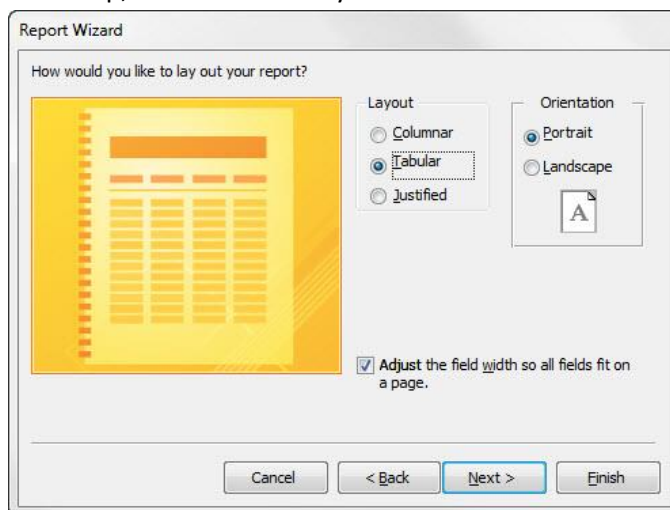 Report Wizard
How would you like to lay out your report?
Layout
Columnar
Tabular
Justified
Orientation
Portrait
Landscape
A
Adjust the field width so all fields fit on
a page.
Cancel
< Back
Next >
Finish